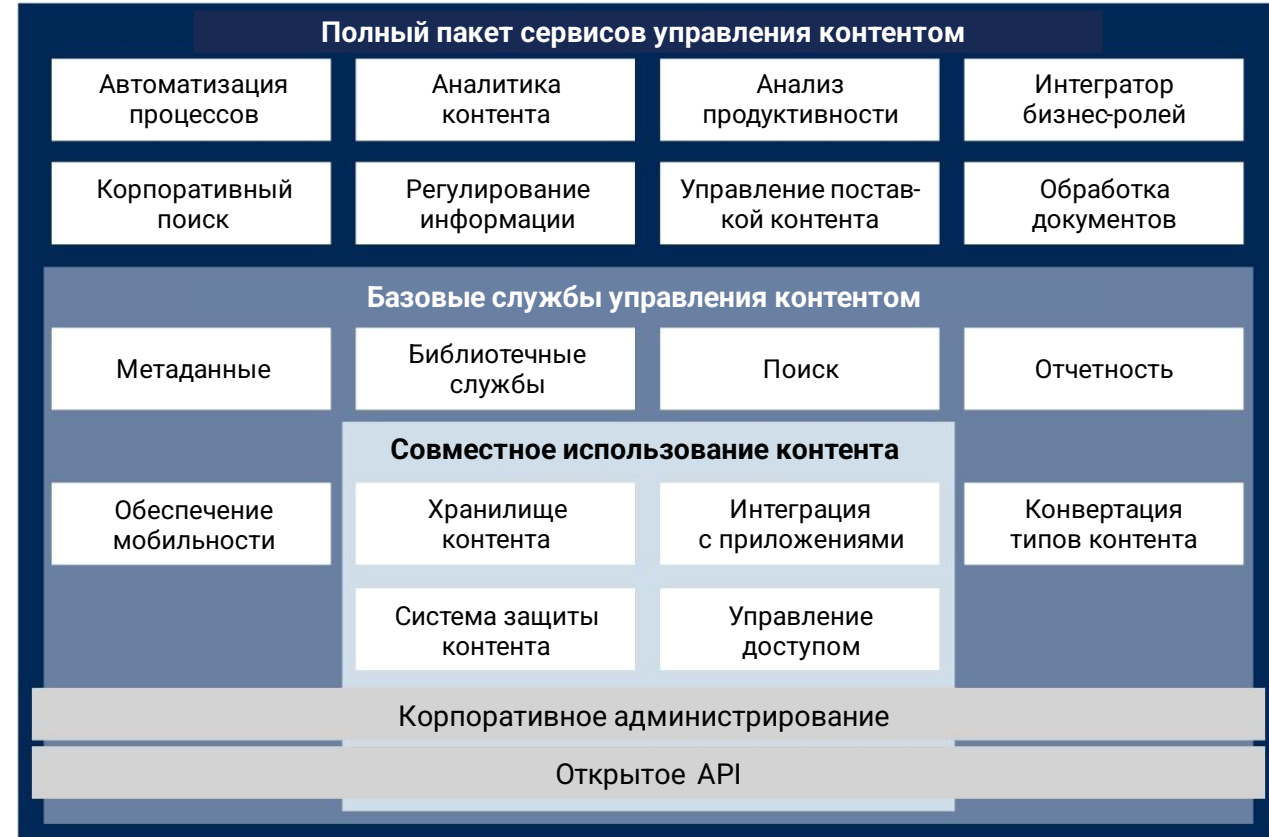 Полный пакет сервисов управления контентом
Автоматизация
процессов
Аналитика
контента
Анализ
продуктивности
Интегратор
бизнес-ролей
Корпоративный
поиск
Регулирование
информации
Управление постав-
кой контента
Обработка
документов
Базовые службы управления контентом
Метаданные
Библиотечные
службы
Поиск
Отчетность
Совместное использование контента
Обеспечение
мобильности
Хранилище
контента
Интеграция
с приложениями
Конвертация
типов контента
Система защиты
контента
Управление
доступом
Корпоративное администрирование
Открытое API